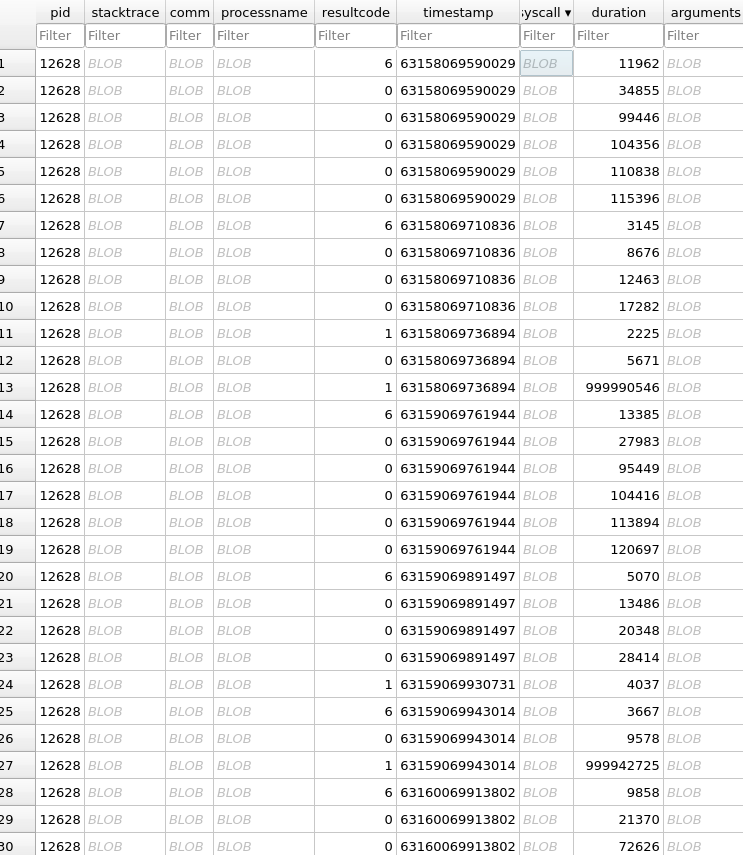 pid stacktrace comm processname resultcode timestamp syscall ▾ duration arguments
Filter Filter Filter Filter Filter Filter Filter Filter Filter
1 12628 BLOB BLOB BLOB 6 63158069590029 BLOB 11962 BLOB
2 12628 BLOB BLOB BLOB 0 63158069590029 BLOB 34855 BLOB
3 12628 BLOB BLOB BLOB 0 63158069590029 BLOB 99446 BLOB
4 12628 BLOB BLOB BLOB 0 63158069590029 BLOB 104356 BLOB
5 12628 BLOB BLOB BLOB 0 63158069590029 BLOB 110838 BLOB
6 12628 BLOB BLOB BLOB 0 63158069590029 BLOB 115396 BLOB
7 12628 BLOB BLOB BLOB 6 63158069710836 BLOB 3145 BLOB
8 12628 BLOB BLOB BLOB 0 63158069710836 BLOB 8676 BLOB
9 12628 BLOB BLOB BLOB 0 63158069710836 BLOB 12463 BLOB
10 12628 BLOB BLOB BLOB 0 63158069710836 BLOB 17282 BLOB
11 12628 BLOB BLOB BLOB 1 63158069736894 BLOB 2225 BLOB
12 12628 BLOB BLOB BLOB 0 63158069736894 BLOB 5671 BLOB
13 12628 BLOB BLOB BLOB 1 63158069736894 BLOB 999990546 BLOB
14 12628 BLOB BLOB BLOB 6 63159069761944 BLOB 13385 BLOB
15 12628 BLOB BLOB BLOB 0 63159069761944 BLOB 27983 BLOB
16 12628 BLOB BLOB BLOB 0 63159069761944 BLOB 95449 BLOB
17 12628 BLOB BLOB BLOB 0 63159069761944 BLOB 104416 BLOB
18 12628 BLOB BLOB BLOB 0 63159069761944 BLOB 113894 BLOB
19 12628 BLOB BLOB BLOB 0 63159069761944 BLOB 120697 BLOB
20 12628 BLOB BLOB BLOB 6 63159069891497 BLOB 5070 BLOB
21 12628 BLOB BLOB BLOB 0 63159069891497 BLOB 13486 BLOB
22 12628 BLOB BLOB BLOB 0 63159069891497 BLOB 20348 BLOB
23 12628 BLOB BLOB BLOB 0 63159069891497 BLOB 28414 BLOB
24 12628 BLOB BLOB BLOB 1 63159069930731 BLOB 4037 BLOB
25 12628 BLOB BLOB BLOB 6 63159069943014 BLOB 3667 BLOB
26 12628 BLOB BLOB BLOB 0 63159069943014 BLOB 9578 BLOB
27 12628 BLOB BLOB BLOB 1 63159069943014 BLOB 999942725 BLOB
28 12628 BLOB BLOB BLOB 6 63160069913802 BLOB 9858 BLOB
29 12628 BLOB BLOB BLOB 0 63160069913802 BLOB 21370 BLOB
30 12628 BLOB BLOB BLOB 0 63160069913802 BLOB 72626 BLOB